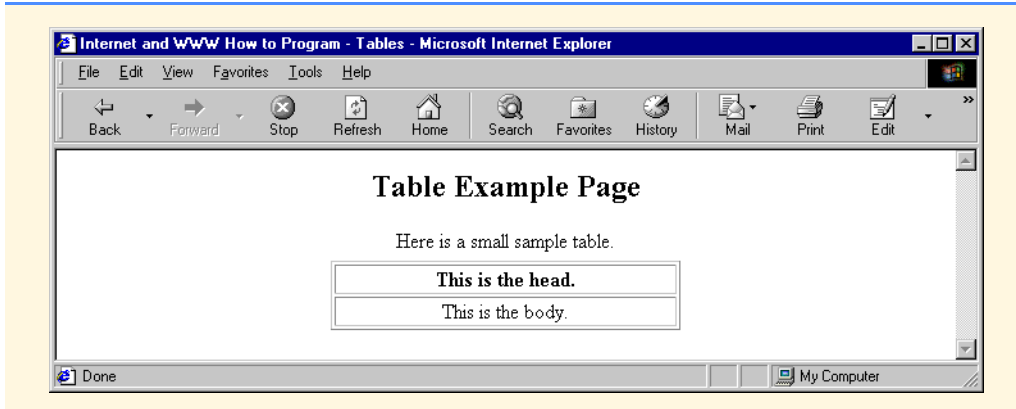 Internet and WWW How to Program - Tables - Microsoft Internet Explorer
File Edit View Favorites Tools Help
Back Forward Stop Refresh Home Search Favorites History Mail Print Edit »
Table Example Page
Here is a small sample table.
This is the head.
This is the body.
Done My Computer